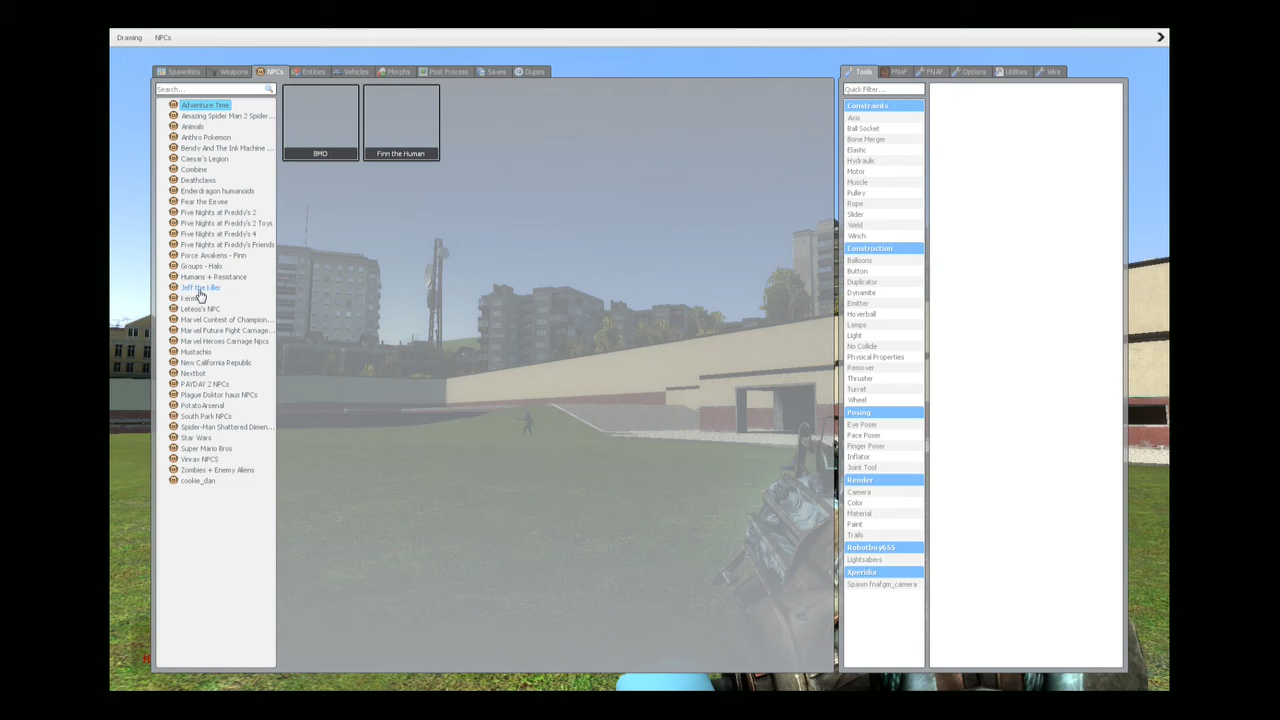 Drawing NPCs
Spawnlists Weapons NPCs Entities Vehicles Morphs Post Process Saves Dupes
Search...
Adventure Time
Amazing Spider Man 2 Spider...
Animals
Anthro Pokemon
Bendy And The Ink Machine ...
Caesar's Legion
Combine
Deathclaws
Enderdragon humanoids
Fear the Eevee
Five Nights at Freddy's 2
Five Nights at Freddy's 2 Toys
Five Nights at Freddy's 4
Five Nights at Freddy's Friends
Force Awakens - Finn
Groups - Halo
Humans + Resistance
Jeff the Killer
Leteos's NPC
Marvel Contest of Champion...
Marvel Future Fight Carnage...
Marvel Heroes Carnage Npcs
Mustachio
New California Republic
Nextbot
PAYDAY 2 NPCs
Plague Doktor haus NPCs
PotatoArsenal
South Park NPCs
Spider-Man Shattered Dimen...
Star Wars
Super Mario Bros
Vinrax NPCS
Zombies + Enemy Aliens
cookie_dan
BMO
Finn the Human
Tools FNaF FNAF Options Utilities Wire
Quick Filter...
Constraints
Axis
Ball Socket
Bone Merger
Elastic
Hydraulic
Motor
Muscle
Pulley
Rope
Slider
Weld
Winch
Construction
Balloons
Button
Duplicator
Dynamite
Emitter
Hoverball
Lamps
Light
No Collide
Physical Properties
Remover
Thruster
Turret
Wheel
Posing
Eye Poser
Face Poser
Finger Poser
Inflator
Joint Tool
Render
Camera
Color
Material
Paint
Trails
Robotboy655
Lightsabers
Xperidia
Spawn fnafgm_camera